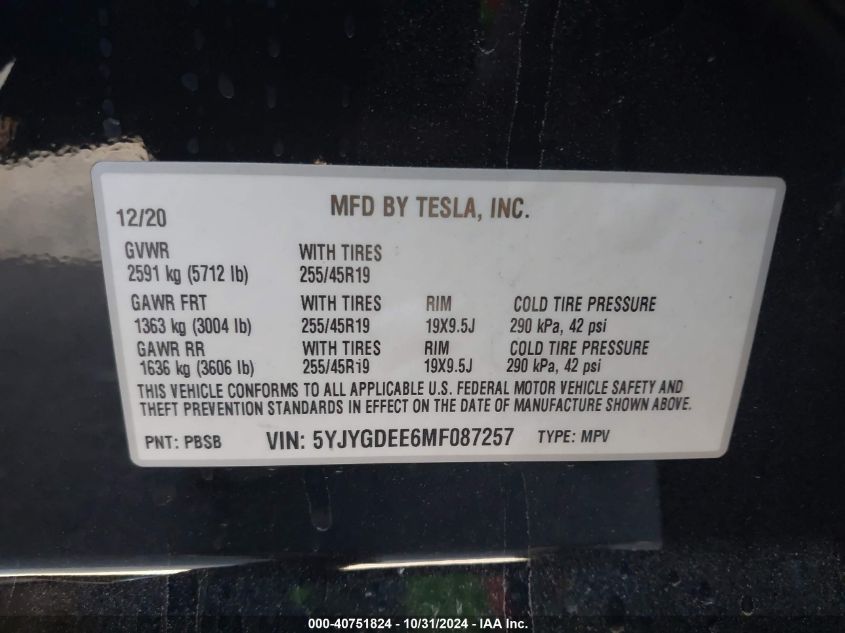 MFD BY TESLA, INC.
12/20
GVWR WITH TIRES
2591 kg (5712 lb) 255/45R19
GAWR FRT WITH TIRES RIM COLD TIRE PRESSURE
1363 kg (3004 lb) 255/45R19 19X9.5J 290 kPa, 42 psi
GAWR RR WITH TIRES RIM COLD TIRE PRESSURE
1636 kg (3606 lb) 255/45R19 19X9.5J 290 kPa, 42 psi
THIS VEHICLE CONFORMS TO ALL APPLICABLE U.S. FEDERAL MOTOR VEHICLE SAFETY AND
THEFT PREVENTION STANDARDS IN EFFECT ON THE DATE OF MANUFACTURE SHOWN ABOVE.
PNT: PBSB VIN: 5YJYGDEE6MF087257 TYPE: MPV
000-40751824 - 10/31/2024 - IAA Inc.